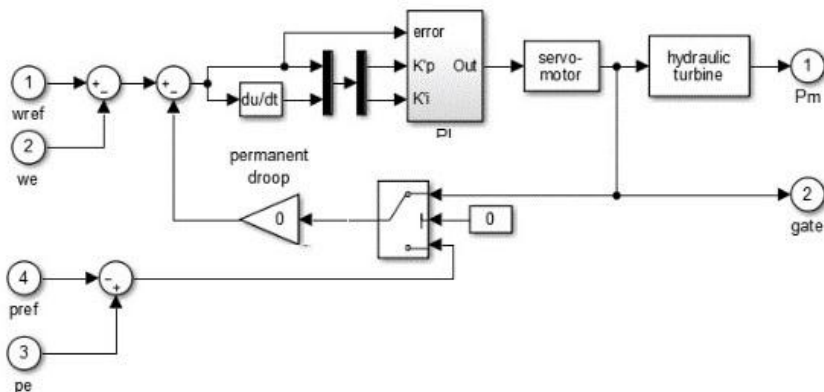 1
wref
2
we
+
-
+
-
du/dt
error
K'p
K'i
Out
PI
servo-
motor
hydraulic
turbine
1
Pm
permanent
droop
0
0
2
gate
4
pref
-
+
3
pe